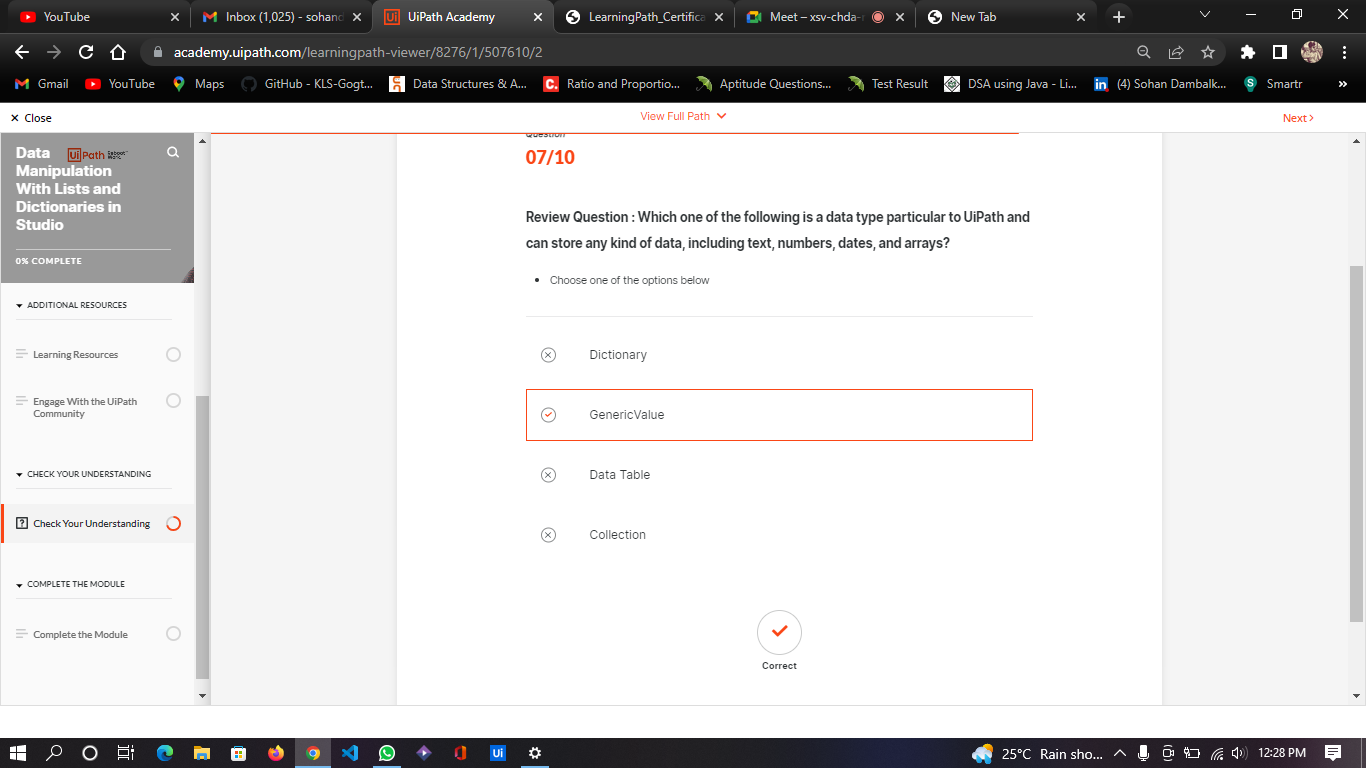 YouTube
Inbox (1,025) - sohand
UiPath Academy
LearningPath_Certifica
Meet – xsv-chda-
New Tab
academy.uipath.com/learningpath-viewer/8276/1/507610/2
Gmail
YouTube
Maps
GitHub - KLS-Gogt...
Data Structures & A...
Ratio and Proportio...
Aptitude Questions...
Test Result
DSA using Java - Li...
(4) Sohan Dambalk...
Smartr
»
× Close
View Full Path
Next
Data
Manipulation
With Lists and
Dictionaries in
Studio
UiPath Reboot Work
0% COMPLETE
ADDITIONAL RESOURCES
Learning Resources
Engage With the UiPath
Community
CHECK YOUR UNDERSTANDING
Check Your Understanding
COMPLETE THE MODULE
Complete the Module
Question
07/10
Review Question : Which one of the following is a data type particular to UiPath and
can store any kind of data, including text, numbers, dates, and arrays?
• Choose one of the options below
Dictionary
GenericValue
Data Table
Collection
Correct
25°C Rain sho...
12:28 PM